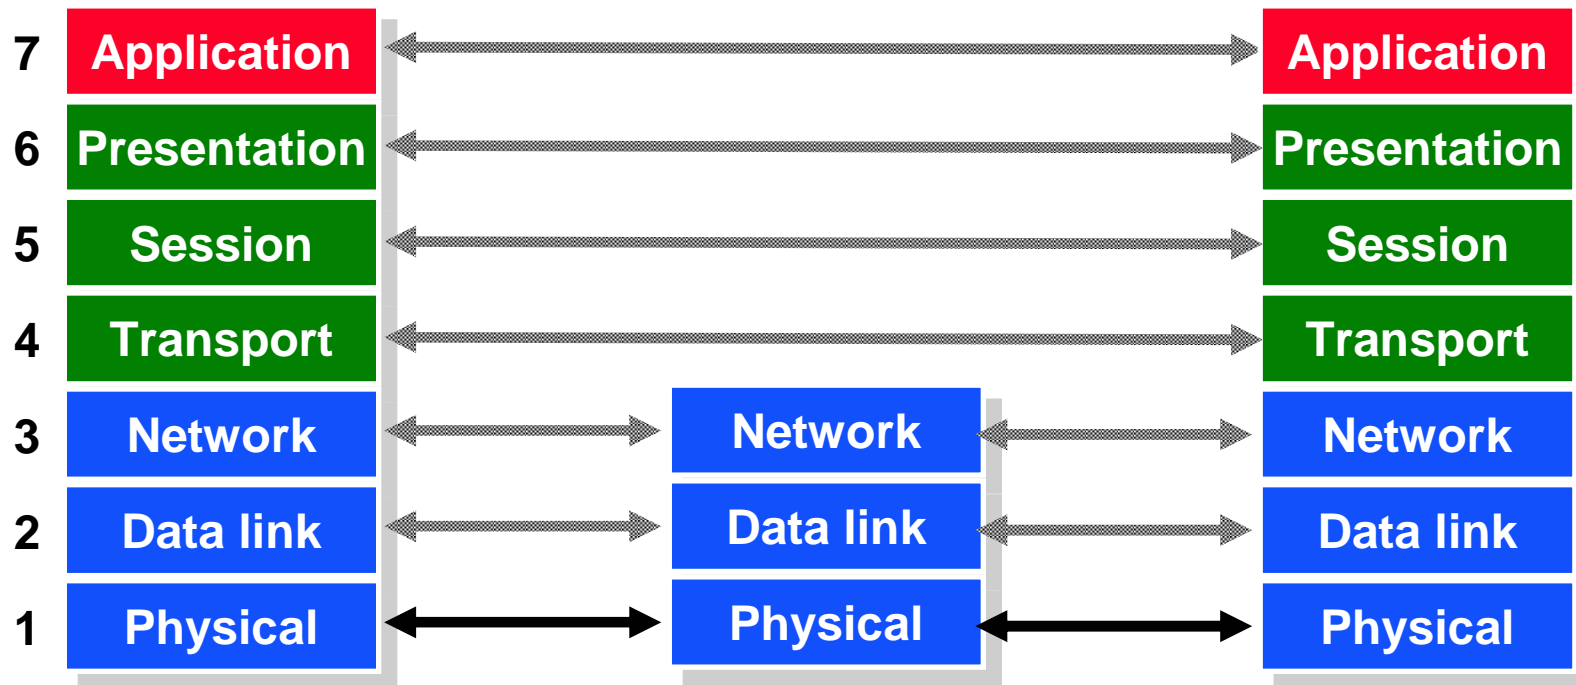 7 Application Application
6 Presentation Presentation
5 Session Session
4 Transport Transport
3 Network Network Network
2 Data link Data link Data link
1 Physical Physical Physical